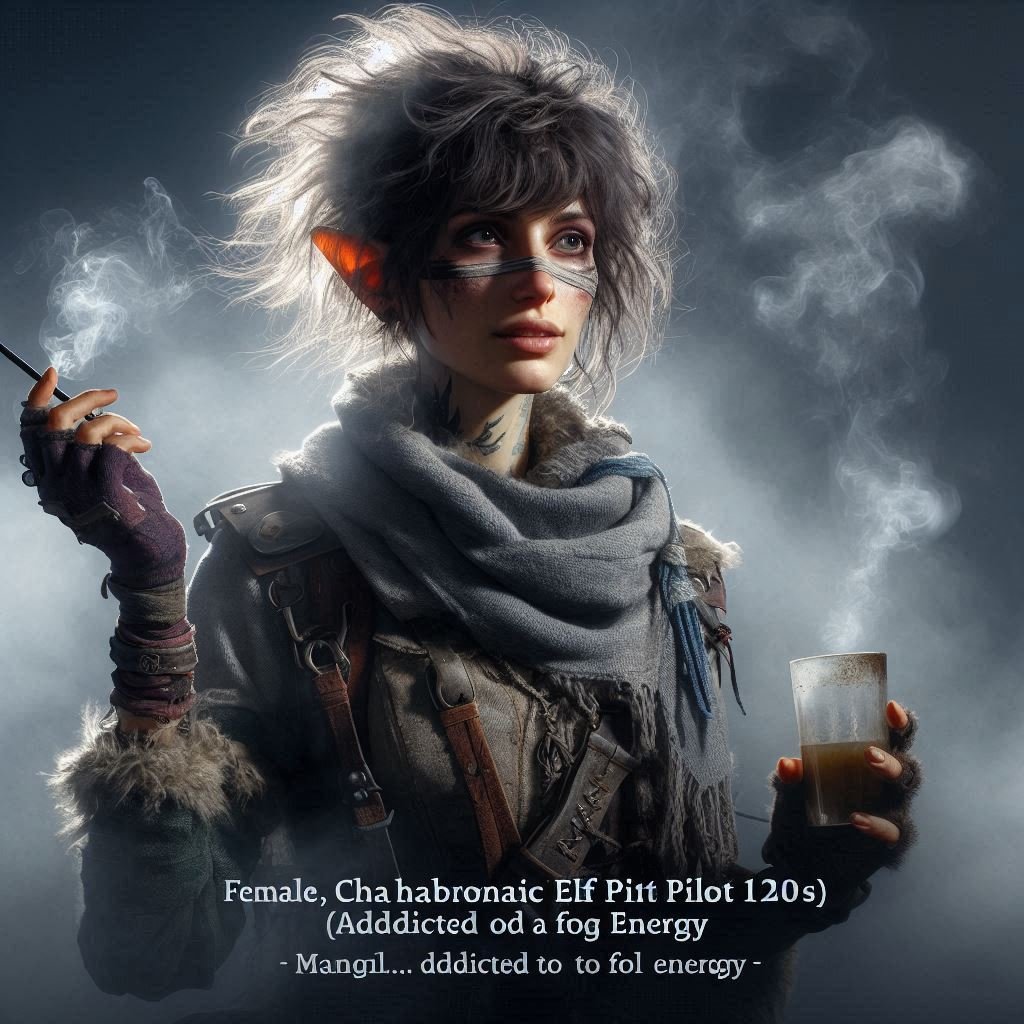 Female, Cha habronaic Elf Pitt Pilot 120s)
(Adddicted od a fog Energy
- Mangil... dddicted to to fol energy -